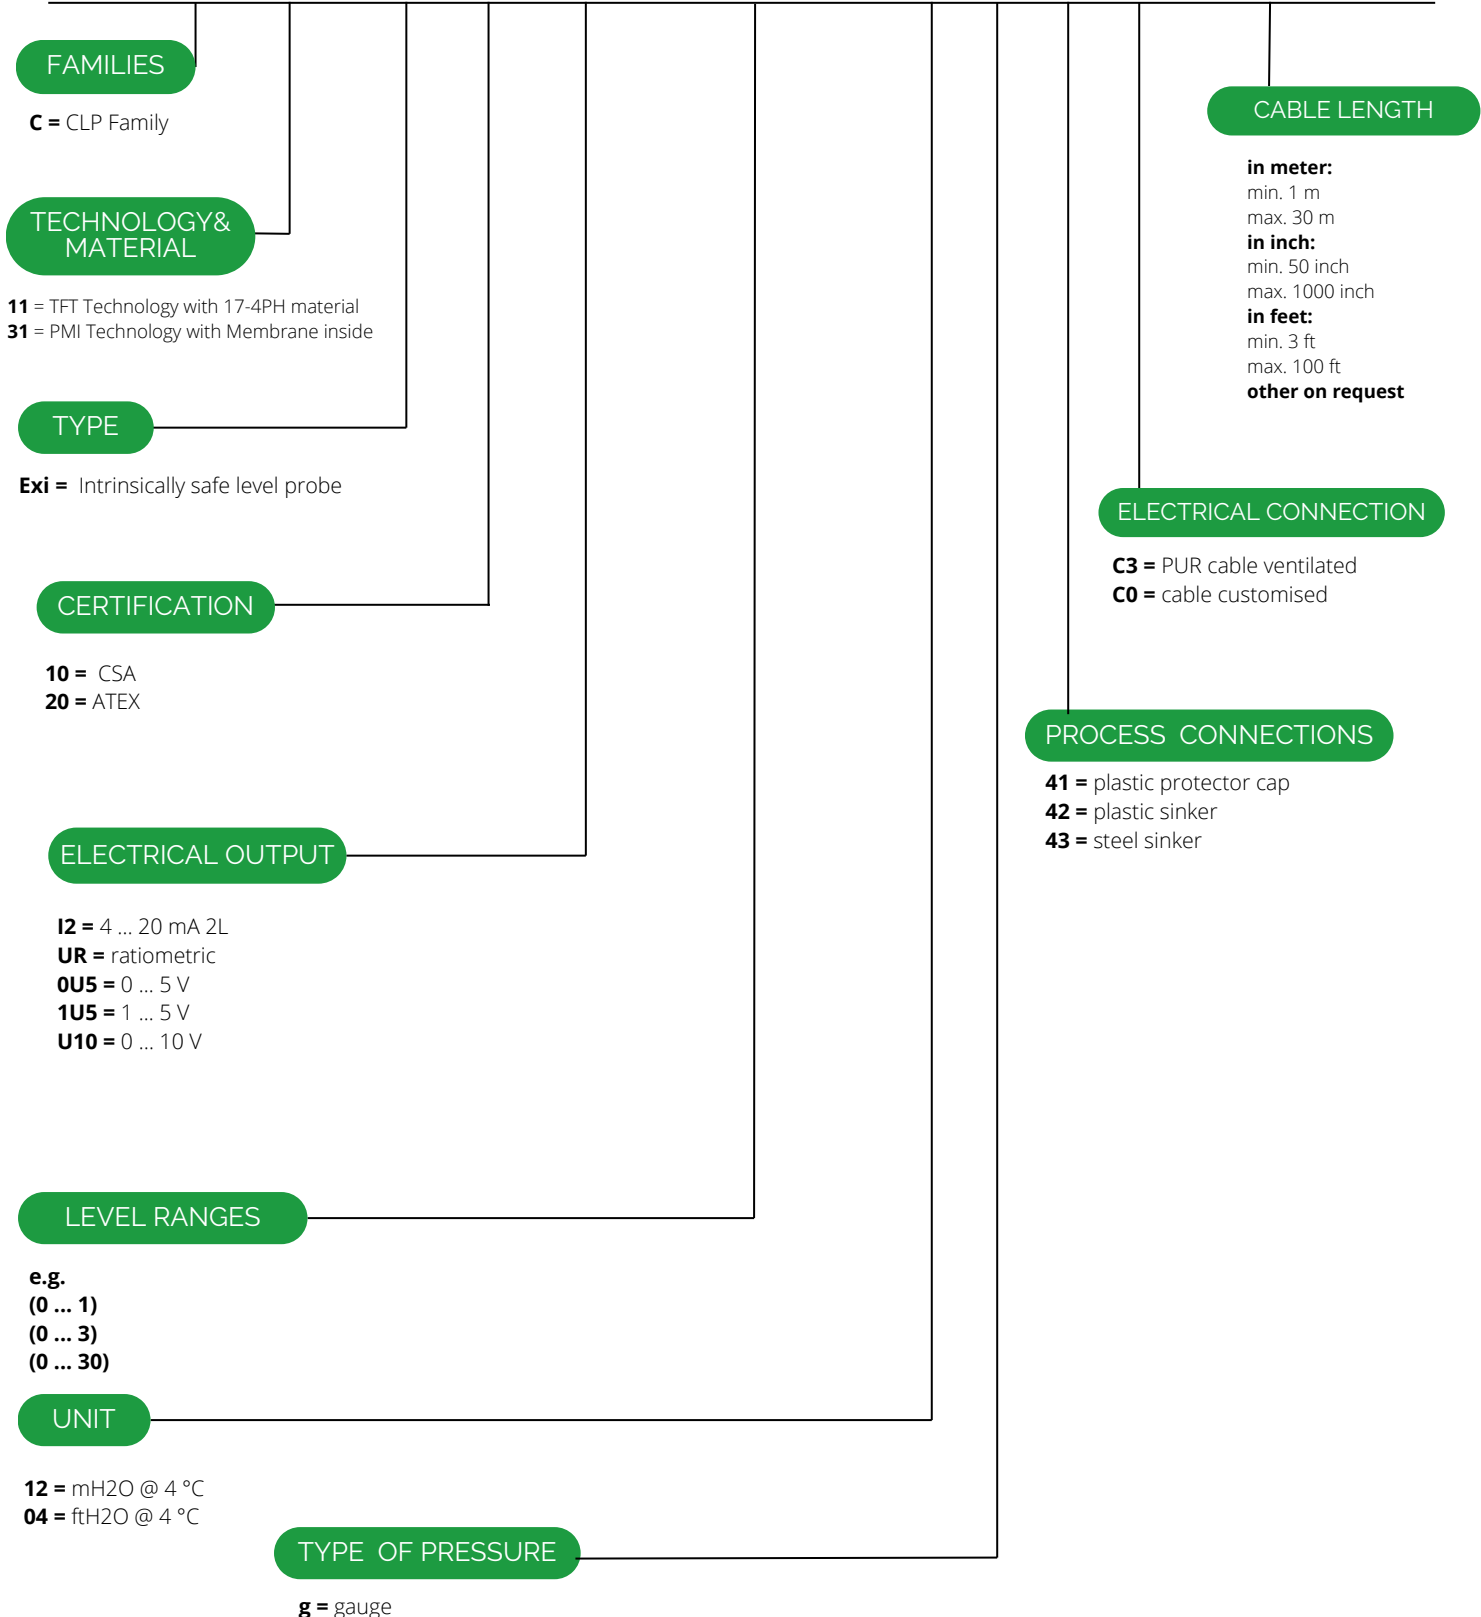 FAMILIES
C = CLP Family
TECHNOLOGY&
MATERIAL
11 = TFT Technology with 17-4PH material
31 = PMI Technology with Membrane inside
TYPE
Exi = Intrinsically safe level probe
CERTIFICATION
10 = CSA
20 = ATEX
ELECTRICAL OUTPUT
I2 = 4 ... 20 mA 2L
UR = ratiometric
0U5 = 0 ... 5 V
1U5 = 1 ... 5 V
U10 = 0 ... 10 V
LEVEL RANGES
e.g.
(0 ... 1)
(0 ... 3)
(0 ... 30)
UNIT
12 = mH2O @ 4 °C
04 = ftH2O @ 4 °C
TYPE OF PRESSURE
g = gauge
PROCESS CONNECTIONS
41 = plastic protector cap
42 = plastic sinker
43 = steel sinker
ELECTRICAL CONNECTION
C3 = PUR cable ventilated
C0 = cable customised
CABLE LENGTH
in meter:
min. 1 m
max. 30 m
in inch:
min. 50 inch
max. 1000 inch
in feet:
min. 3 ft
max. 100 ft
other on request